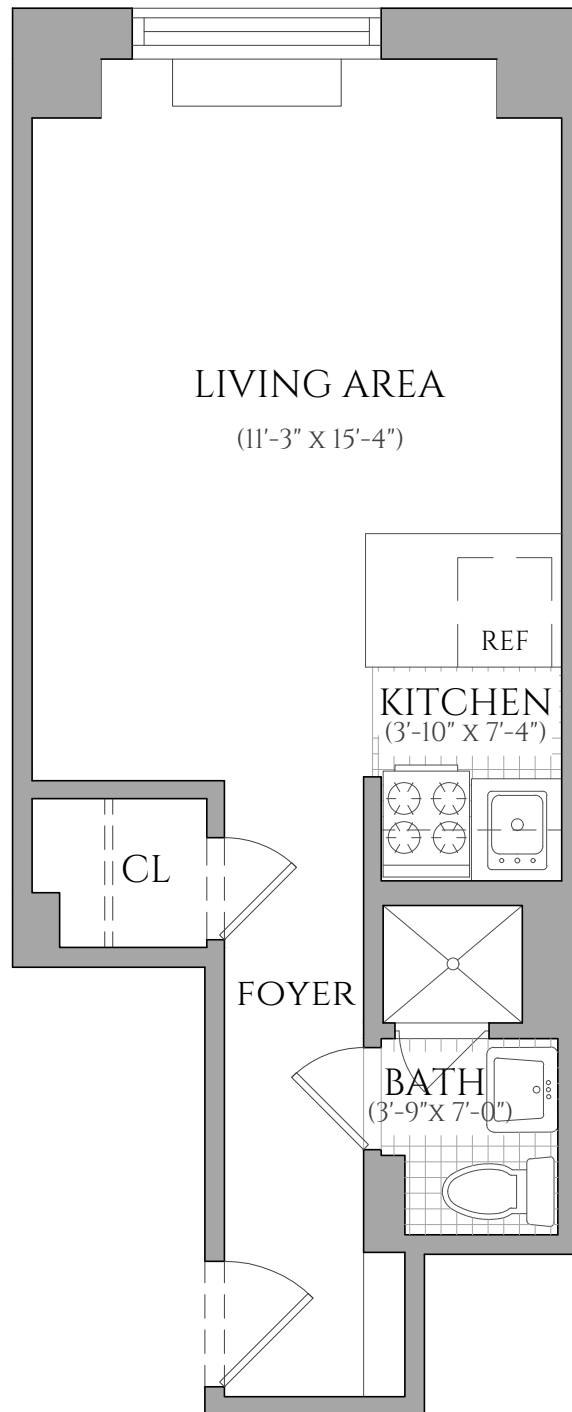 LIVING AREA
(11'-3" X 15'-4")
REF
KITCHEN
(3'-10" X 7'-4")
CL
FOYER
BATH
(3'-9"X 7'-0")